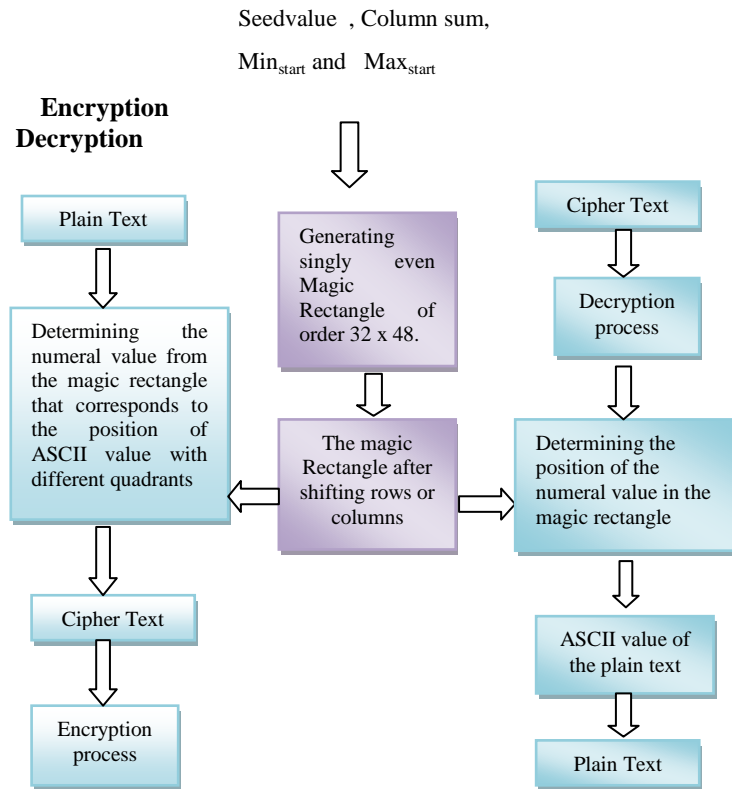 Seedvalue , Column sum,
Min_start and Max_start
Encryption
Decryption
Plain Text
Determining the
numeral value from
the magic rectangle
that corresponds to
the position of
ASCII value with
different quadrants
Cipher Text
Encryption
process
Generating
singly even
Magic
Rectangle of
order 32 x 48.
The magic
Rectangle after
shifting rows or
columns
Cipher Text
Decryption
process
Determining the
position of the
numeral value in the
magic rectangle
ASCII value of
the plain text
Plain Text